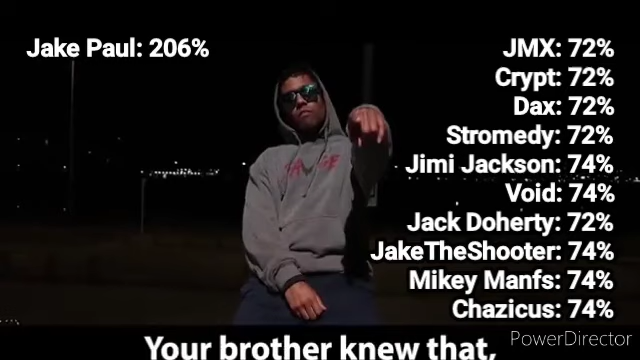 Jake Paul: 206%
JMX: 72%
Crypt: 72%
Dax: 72%
Stromedy: 72%
Jimi Jackson: 74%
Void: 74%
Jack Doherty: 72%
JakeTheShooter: 74%
Mikey Manfs: 74%
Chazicus: 74%
PowerDirector
Your brother knew that,